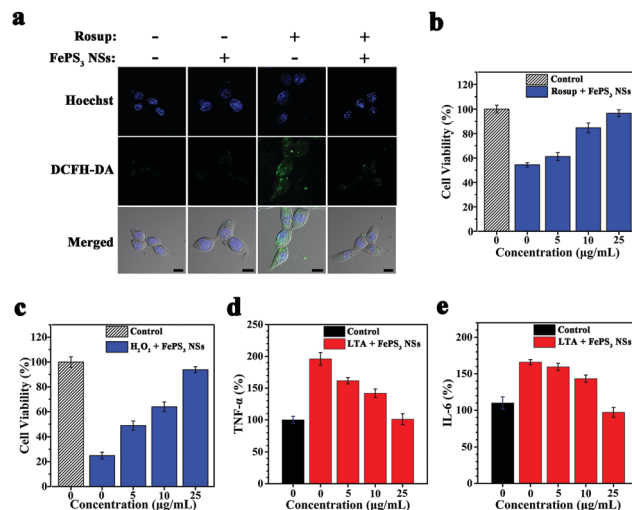 a
Rosup: - - + +
FePS3 NSs: - + - +
Hoechst
DCFH-DA
Merged
b
Control
Rosup + FePS3 NSs
Cell Viability (%)
120
100
80
60
40
20
0
0 0 5 10 25
Concentration (μg/mL)
c
Control
H2O2 + FePS3 NSs
Cell Viability (%)
120
100
80
60
40
20
0
0 0 5 10 25
Concentration (μg/mL)
d
Control
LTA + FePS3 NSs
TNF-α (%)
250
200
150
100
50
0
0 0 5 10 25
Concentration (μg/mL)
e
Control
LTA + FePS3 NSs
IL-6 (%)
200
150
100
50
0
0 0 5 10 25
Concentration (μg/mL)